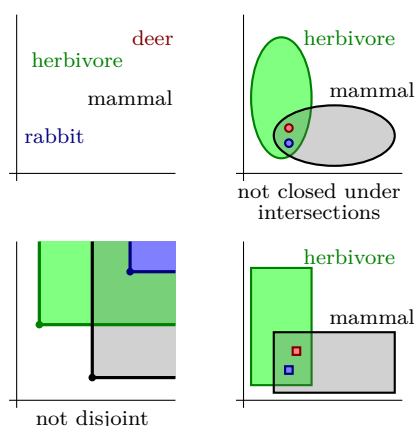 deer
herbivore
mammal
rabbit
herbivore
mammal
not closed under
intersections
not disjoint
herbivore
mammal